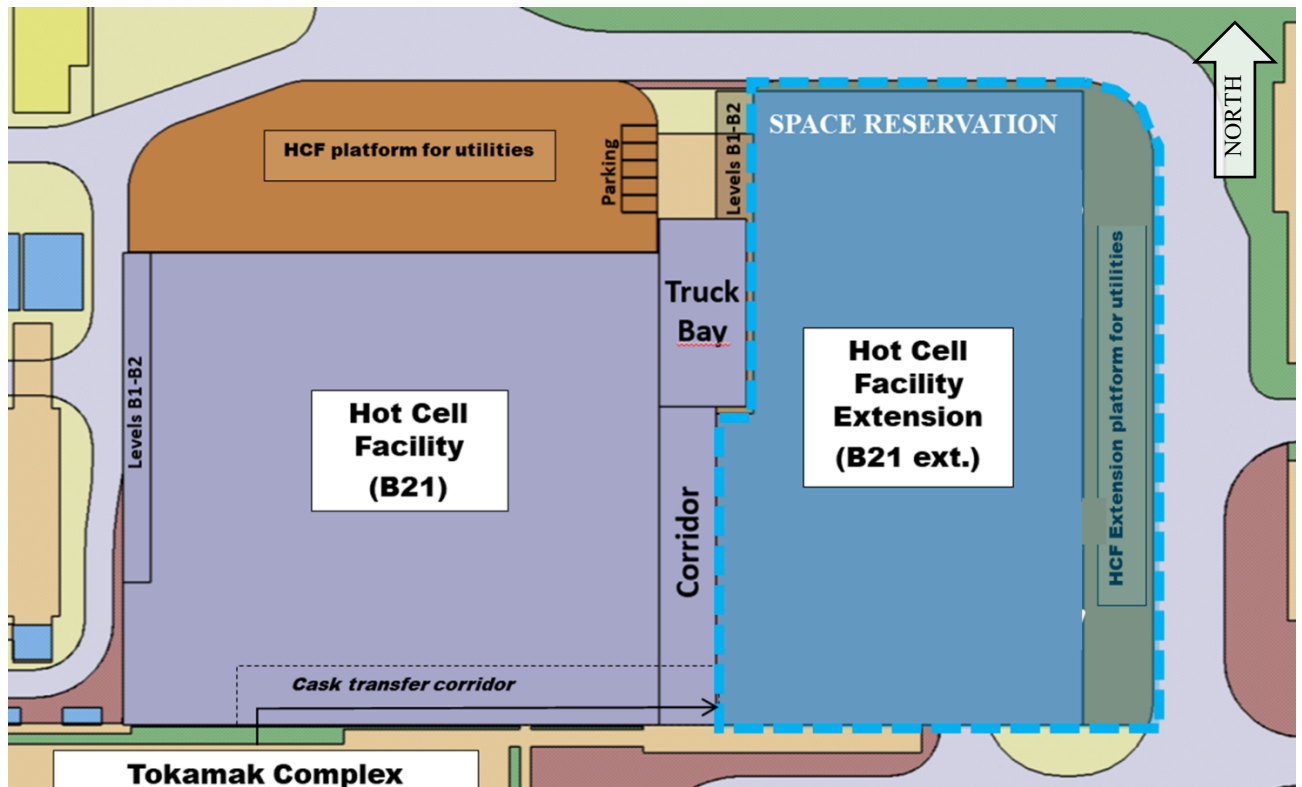 NORTH
SPACE RESERVATION
HCF platform for utilities
Parking
Levels B1-B2
Truck
Bay
Levels B1-B2
Hot Cell
Facility
(B21)
Corridor
Hot Cell
Facility
Extension
(B21 ext.)
HCF Extension platform for utilities
Cask transfer corridor
Tokamak Complex